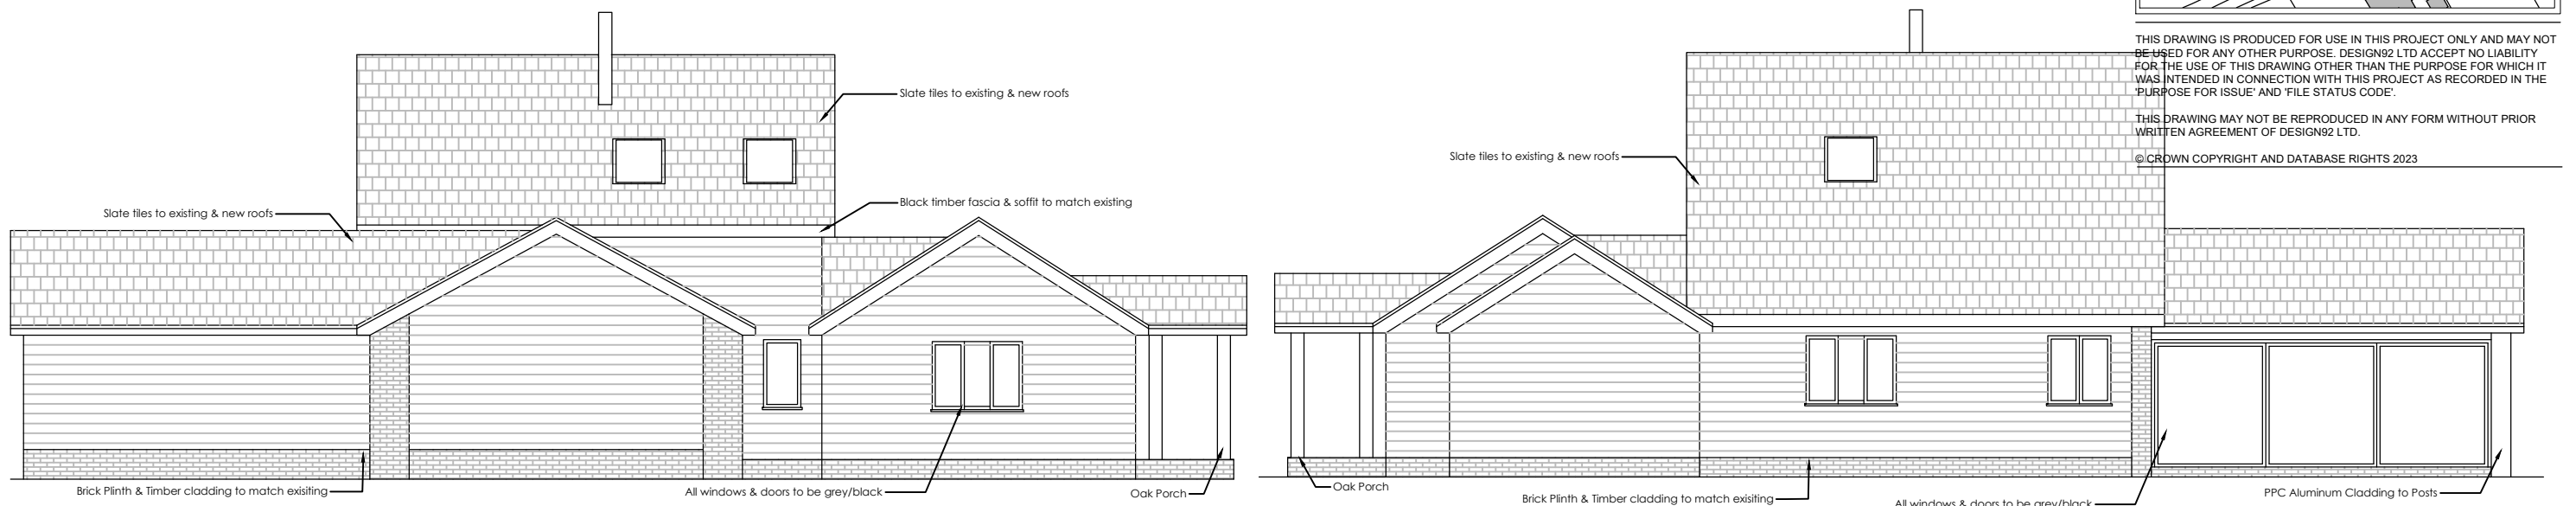 THIS DRAWING IS PRODUCED FOR USE IN THIS PROJECT ONLY AND MAY NOT
BE USED FOR ANY OTHER PURPOSE. DESIGN92 LTD ACCEPT NO LIABILITY
FOR THE USE OF THIS DRAWING OTHER THAN THE PURPOSE FOR WHICH IT
WAS INTENDED IN CONNECTION WITH THIS PROJECT AS RECORDED IN THE
'PURPOSE FOR ISSUE' AND 'FILE STATUS CODE'.
THIS DRAWING MAY NOT BE REPRODUCED IN ANY FORM WITHOUT PRIOR
WRITTEN AGREEMENT OF DESIGN92 LTD.
© CROWN COPYRIGHT AND DATABASE RIGHTS 2023
Slate tiles to existing & new roofs
Black timber fascia & soffit to match existing
Slate tiles to existing & new roofs
Brick Plinth & Timber cladding to match exisiting
All windows & doors to be grey/black
Oak Porch
Slate tiles to existing & new roofs
Oak Porch
Brick Plinth & Timber cladding to match exisiting
All windows & doors to be grey/black
PPC Aluminum Cladding to Posts